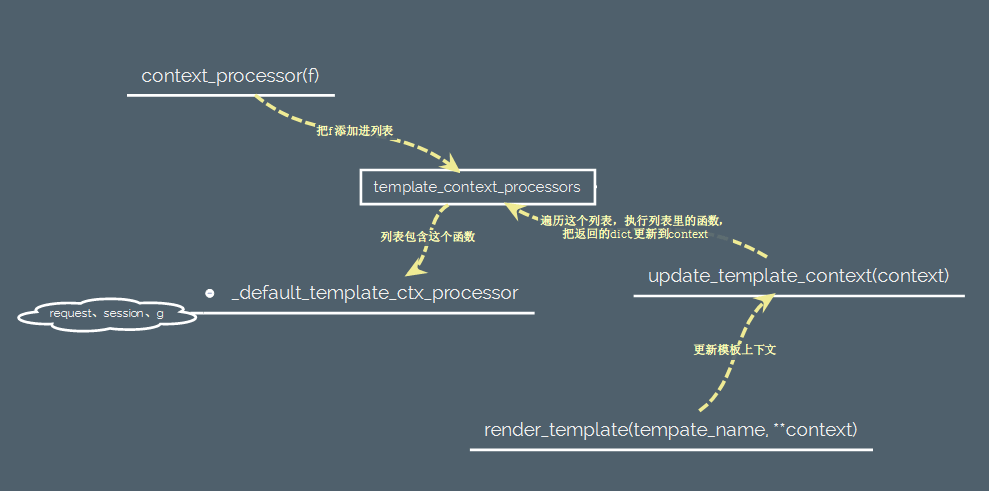 context_processor(f)
把f添加进列表
template_context_processors
遍历这个列表，执行列表里的函数，
把返回的dict更新到context
列表包含这个函数
update_template_context(context)
_default_template_ctx_processor
request、session、g
更新模板上下文
render_template(tempate_name, **context)